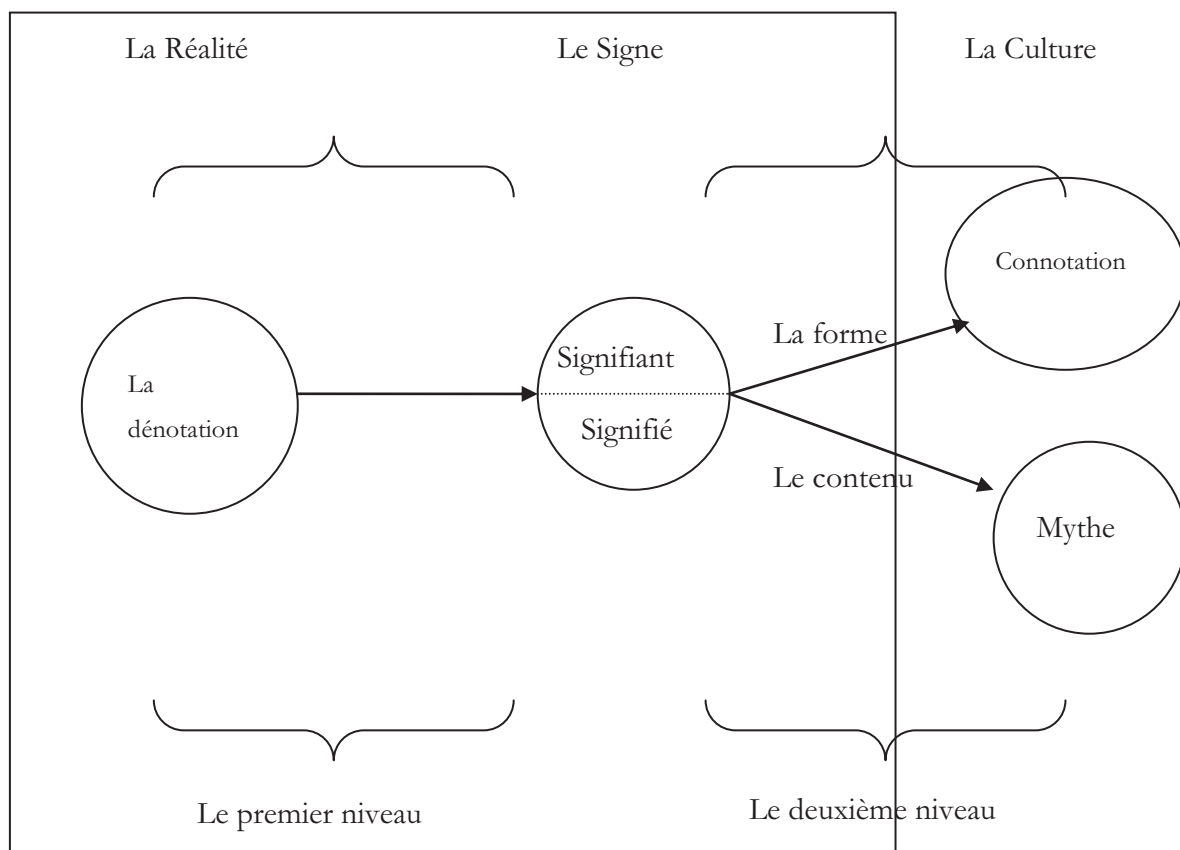 La Réalité
Le Signe
La Culture
Connotation
La forme
Signifiant
La
dénotation
Signifié
Le contenu
Mythe
Le premier niveau
Le deuxième niveau